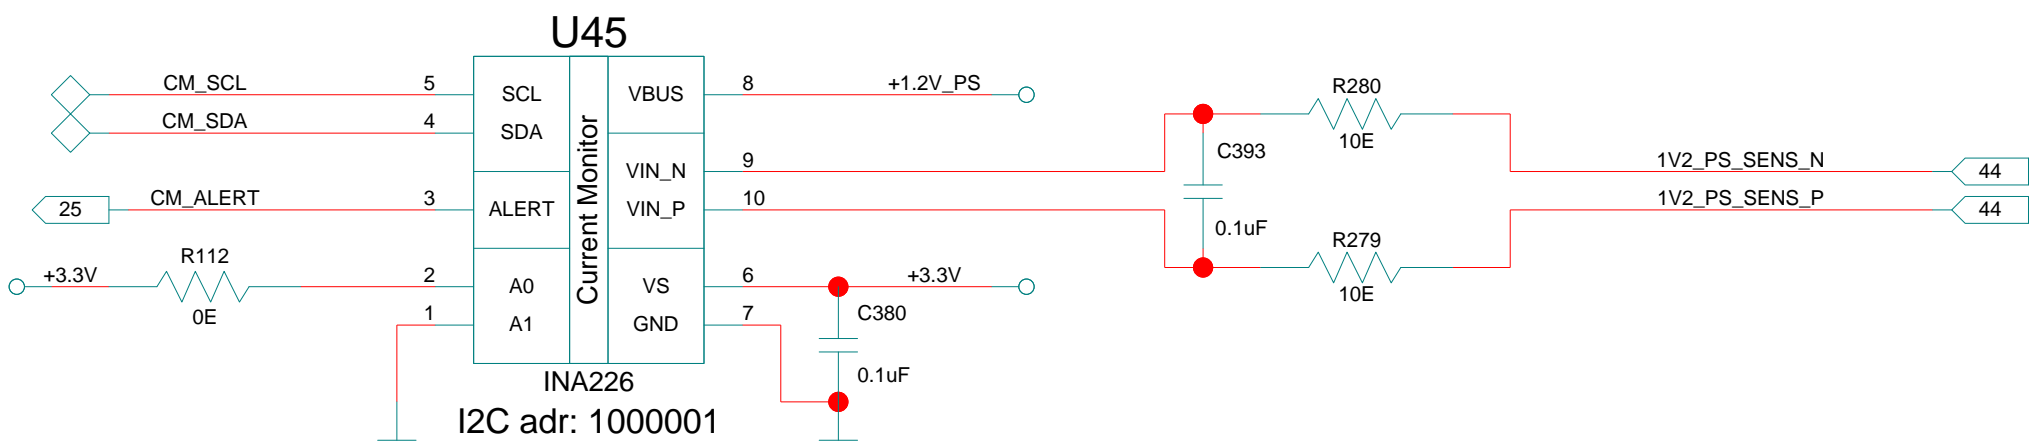 U45
CM_SCL 5 SCL VBUS 8 +1.2V_PS
CM_SDA 4 SDA
R280
10E
C393
0.1uF
VIN_N 9 1V2_PS_SENS_N 44
CM_ALERT 3 ALERT VIN_P 10 1V2_PS_SENS_P 44
25
Current Monitor
R279
10E
+3.3V R112 2 A0 VS 6 +3.3V
0E
1 A1 GND 7
C380
0.1uF
INA226
I2C adr: 1000001